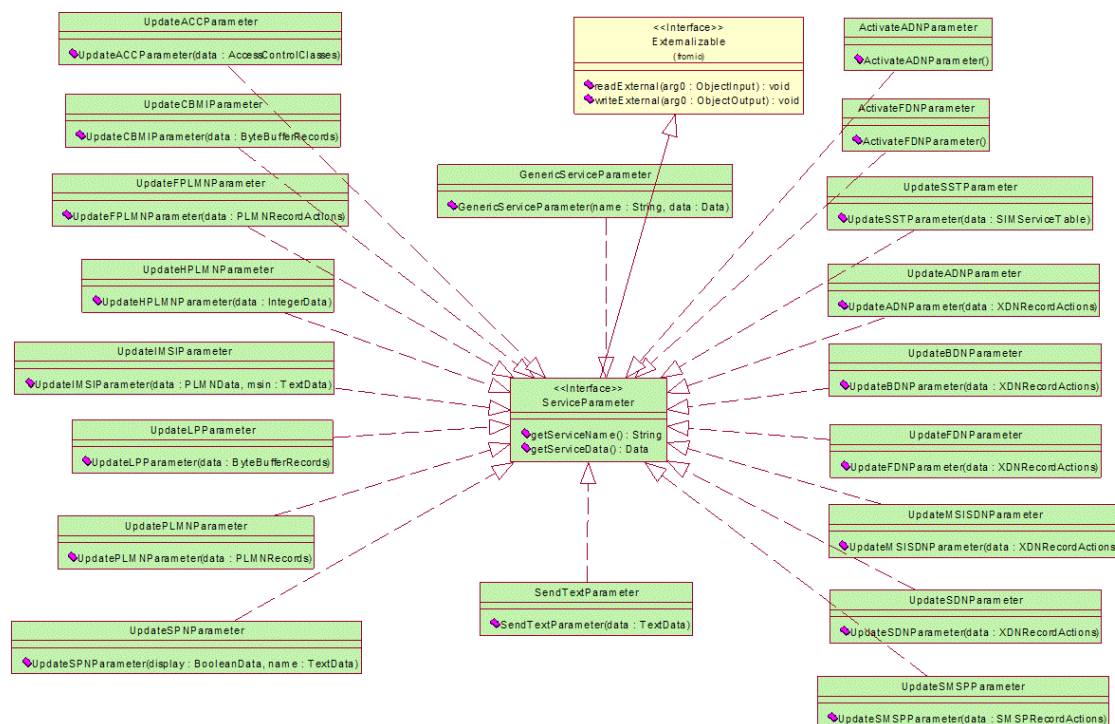 UpdateACCParameter
UpdateACCParameter(data : AccessControlClasses)
UpdateCBMIParameter
UpdateCBMIParameter(data : ByteBufferRecords)
UpdateFPLMNParameter
UpdateFPLMNParameter(data : PLMNRecordActions)
UpdateHPLMNParameter
UpdateHPLMNParameter(data : IntegerData)
UpdateIMSIParameter
UpdateIMSIParameter(data : PLMNData, msin : TextData)
UpdateLPParameter
UpdateLPParameter(data : ByteBufferRecords)
UpdatePLMNParameter
UpdatePLMNParameter(data : PLMNRecords)
UpdateSPNParameter
UpdateSPNParameter(display : BooleanData, name : TextData)
<<Interface>>
Externalizable
(from io)
readExternal(arg0 : ObjectInput) : void
writeExternal(arg0 : ObjectOutput) : void
GenericServiceParameter
GenericServiceParameter(name : String, data : Data)
<<Interface>>
ServiceParameter
getServiceName() : String
getServiceData() : Data
SendTextParameter
SendTextParameter(data : TextData)
ActivateADNParameter
ActivateADNParameter()
ActivateFDNParameter
ActivateFDNParameter()
UpdateSSTParameter
UpdateSSTParameter(data : SIMServiceTable)
UpdateADNParameter
UpdateADNParameter(data : XDNRecordActions)
UpdateBDNParameter
UpdateBDNParameter(data : XDNRecordActions)
UpdateFDNParameter
UpdateFDNParameter(data : XDNRecordActions)
UpdateMSISDNParameter
UpdateMSISDNParameter(data : XDNRecordActions)
UpdateSDNParameter
UpdateSDNParameter(data : XDNRecordActions)
UpdateSMSPParameter
UpdateSMSPParameter(data : SMSPRecordActions)